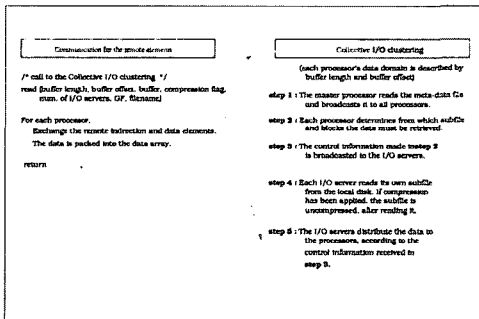 Communication for the remote elements
/* call to the Collective I/O clustering */
read (buffer length, buffer offset, buffer, compression flag,
num. of I/O servers, GF, filename)
For each processor,
Exchange the remote indirection and data elements.
The data is packed into the data array.
return
Collective I/O clustering
(each processor's data domain is described by
buffer length and buffer offset)
step 1 : The master processor reads the meta-data file
and broadcasts it to all processors.
step 2 : Each processor determines from which subfile
and blocks the data must be retrieved.
step 3 : The control information made instep 2
is broadcasted to the I/O servers.
step 4 : Each I/O server reads its own subfile
from the local disk. If compression
has been applied, the subfile is
uncompressed, after reading it.
step 5 : The I/O servers distribute the data to
the processors, according to the
control information received in
step 3.